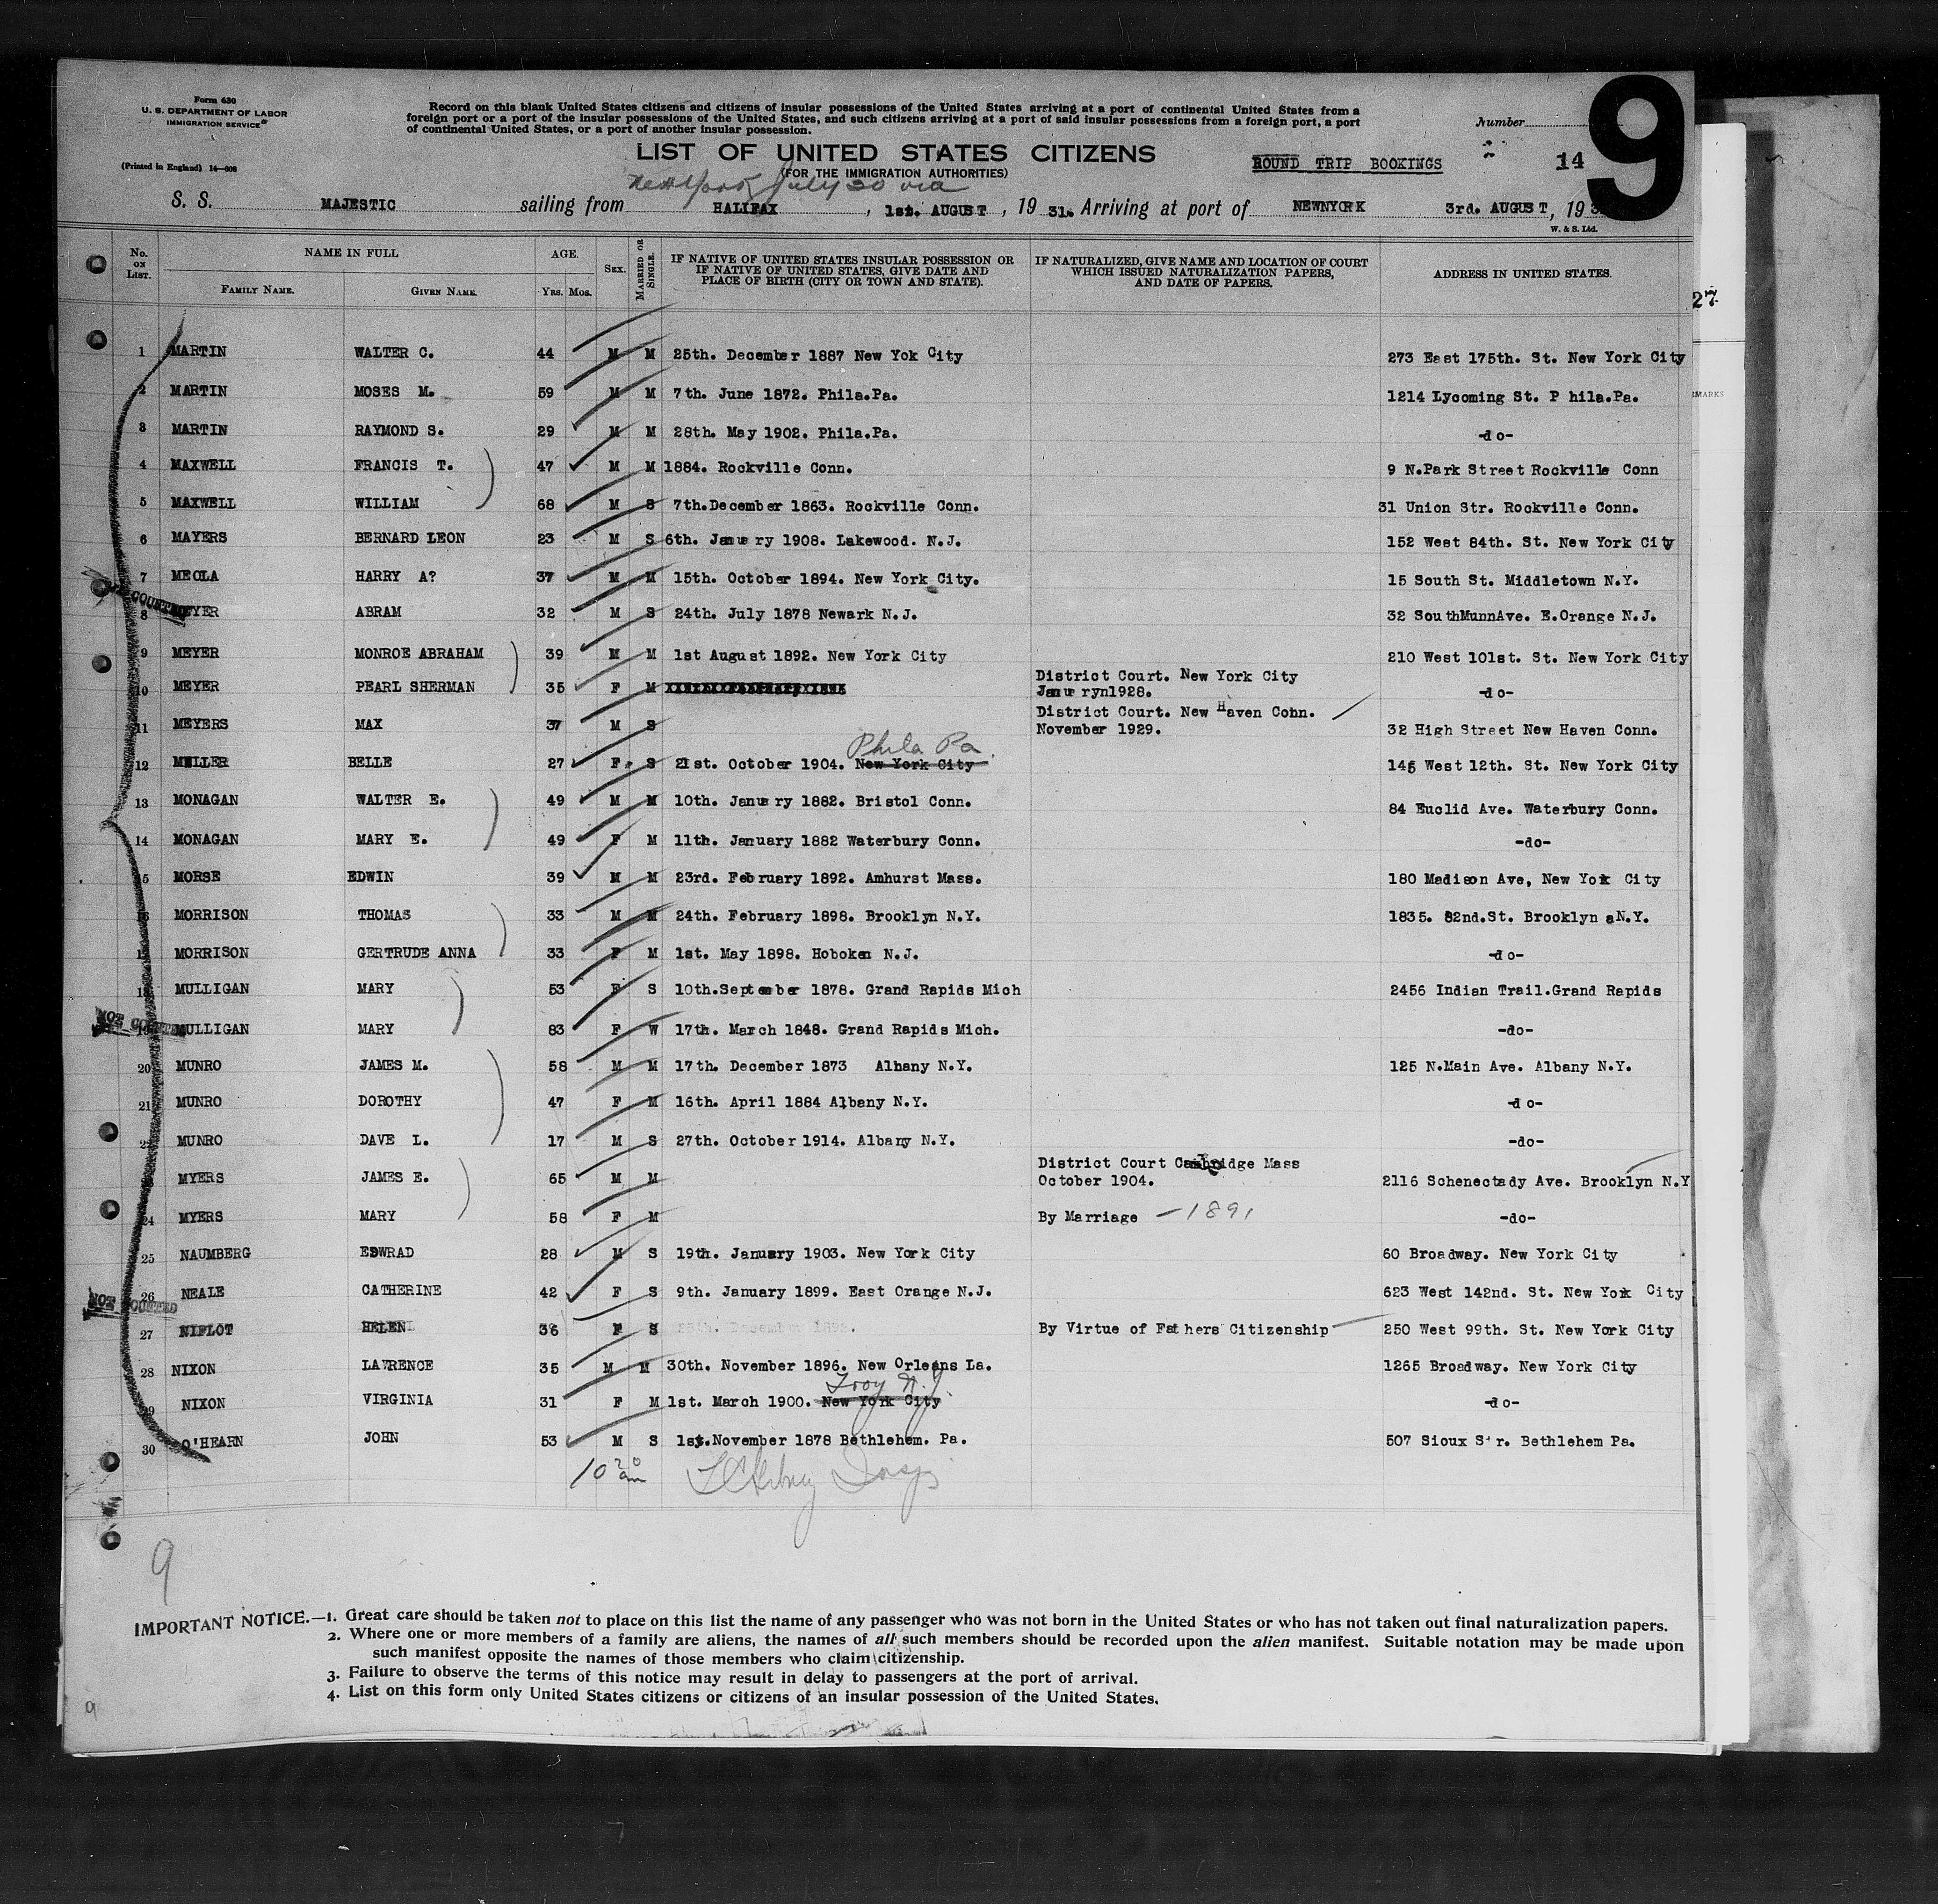 Form 630
U. S. DEPARTMENT OF LABOR
IMMIGRATION SERVICE
(Printed in England) 14—608
Record on this blank United States citizens and citizens of insular possessions of the United States arriving at a port of continental United States from a
foreign port or a port of the insular possessions of the United States, and such citizens arriving at a port of said insular possessions from a foreign port, a port
of continental United States, or a port of another insular possession.
Number
9
LIST OF UNITED STATES CITIZENS
(FOR THE IMMIGRATION AUTHORITIES)
ROUND TRIP BOOKINGS 14
New York July 30 via
S. S. MAJESTIC sailing from HALIFAX, 1st. AUGUST, 19 31. Arriving at port of NEWNYORK 3rd. AUGUST, 19 3
W. & S. Ltd.
No. ON LIST. NAME IN FULL FAMILY NAME. GIVEN NAME. AGE. YRS. MOS. SEX. MARRIED OR SINGLE. IF NATIVE OF UNITED STATES INSULAR POSSESSION OR IF NATIVE OF UNITED STATES, GIVE DATE AND PLACE OF BIRTH (CITY OR TOWN AND STATE). IF NATURALIZED, GIVE NAME AND LOCATION OF COURT WHICH ISSUED NATURALIZATION PAPERS, AND DATE OF PAPERS. ADDRESS IN UNITED STATES.
27
1 MARTIN WALTER C. 44 M M 25th. December 1887 New Yok City 273 East 175th. St. New York City
2 MARTIN MOSES M. 59 M M 7th. June 1872. Phila.Pa. 1214 Lycoming St. P hila.Pa.
MARKS
3 MARTIN RAYMOND S. 29 M M 28th. May 1902. Phila.Pa. -do-
4 MAXWELL FRANCIS T. 47 M M 1884. Rockville Conn. 9 N.Park Street Rockville Conn
5 MAXWELL WILLIAM 68 M S 7th.December 1863. Rockville Conn. 31 Union Str. Rockville Conn.
6 MAYERS BERNARD LEON 23 M S 6th. January 1908. Lakewood. N.J. 152 West 84th. St. New York City
7 MEOLA HARRY A? 37 M M 15th. October 1894. New York City. 15 South St. Middletown N.Y.
8 MEYER ABRAM 32 M S 24th. July 1878 Newark N.J. 32 SouthMunnAve. E.Orange N.J.
9 MEYER MONROE ABRAHAM 39 M M 1st August 1892. New York City 210 West 101st. St. New York City
10 MEYER PEARL SHERMAN 35 F M District Court. New York City -do-
Januaryn1928.
11 MEYERS MAX 37 M S District Court. New Haven Conn. 32 High Street New Haven Conn.
November 1929.
Phila Pa.
12 MILLER BELLE 27 F S 21st. October 1904. New York City 145 West 12th. St. New York City
13 MONAGAN WALTER E. 49 M M 10th. January 1882. Bristol Conn. 84 Euclid Ave. Waterbury Conn.
14 MONAGAN MARY E. 49 F M 11th. January 1882 Waterbury Conn. -do-
15 MORSE EDWIN 39 M M 23rd. February 1892. Amhurst Mass. 180 Madison Ave, New York City
16 MORRISON THOMAS 33 M M 24th. February 1898. Brooklyn N.Y. 1835. 82nd.St. Brooklyn aN.Y.
17 MORRISON GERTRUDE ANNA 33 F M 1st. May 1898. Hoboken N.J. -do-
18 MULLIGAN MARY 53 F S 10th.September 1878. Grand Rapids Mich 2456 Indian Trail.Grand Rapids
NOT COUNTED
19 MULLIGAN MARY 83 F W 17th. March 1848. Grand Rapids Mich. -do-
20 MUNRO JAMES M. 58 M M 17th. December 1873 Albany N.Y. 125 N.Main Ave. Albany N.Y.
21 MUNRO DOROTHY 47 F M 16th. April 1884 Albany N.Y. -do-
22 MUNRO DAVE L. 17 M S 27th. October 1914. Albany N.Y. -do-
MYERS JAMES E. 65 M M District Court Cambridge Mass 2116 Schenectady Ave. Brooklyn N.Y
October 1904.
24 MYERS MARY 58 F M By Marriage —1891 -do-
25 NAUMBERG EDWRAD 28 M S 19th. January 1903. New York City 60 Broadway. New York City
26 NEALE CATHERINE 42 F S 9th. January 1899. East Orange N.J. 623 West 142nd. St. New York City
NOT COUNTED
27 NIFLOT HELEN 36 F S 25th. December 1895. By Virtue of Fathers Citizenship 250 West 99th. St. New York City
28 NIXON LAWRENCE 35 M M 30th. November 1896. New Orleans La. 1265 Broadway. New York City
Troy N.Y.
29 NIXON VIRGINIA 31 F M 1st. March 1900. New York City -do-
30 O'HEARN JOHN 53 M S 1st.November 1878 Bethlehem. Pa. 507 Sioux Str. Bethlehem Pa.
10 20 am
9
IMPORTANT NOTICE.—1. Great care should be taken not to place on this list the name of any passenger who was not born in the United States or who has not taken out final naturalization papers.
2. Where one or more members of a family are aliens, the names of all such members should be recorded upon the alien manifest. Suitable notation may be made upon
such manifest opposite the names of those members who claim citizenship.
3. Failure to observe the terms of this notice may result in delay to passengers at the port of arrival.
4. List on this form only United States citizens or citizens of an insular possession of the United States.
9